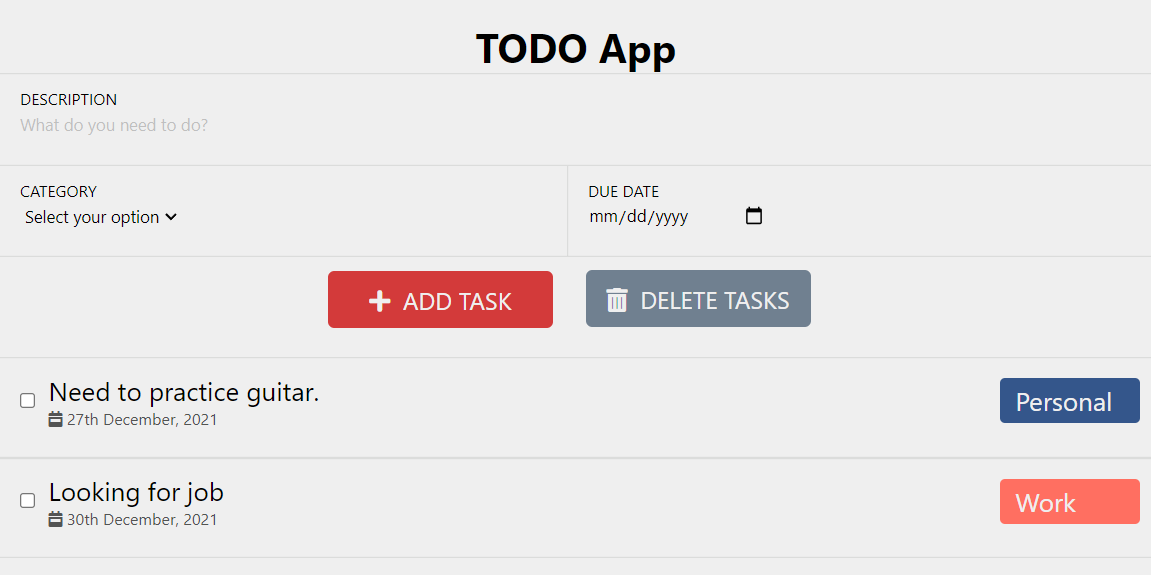 TODO App
DESCRIPTION
What do you need to do?
CATEGORY
Select your option
DUE DATE
mm/dd/yyyy
ADD TASK
DELETE TASKS
Need to practice guitar.
27th December, 2021
Personal
Looking for job
30th December, 2021
Work